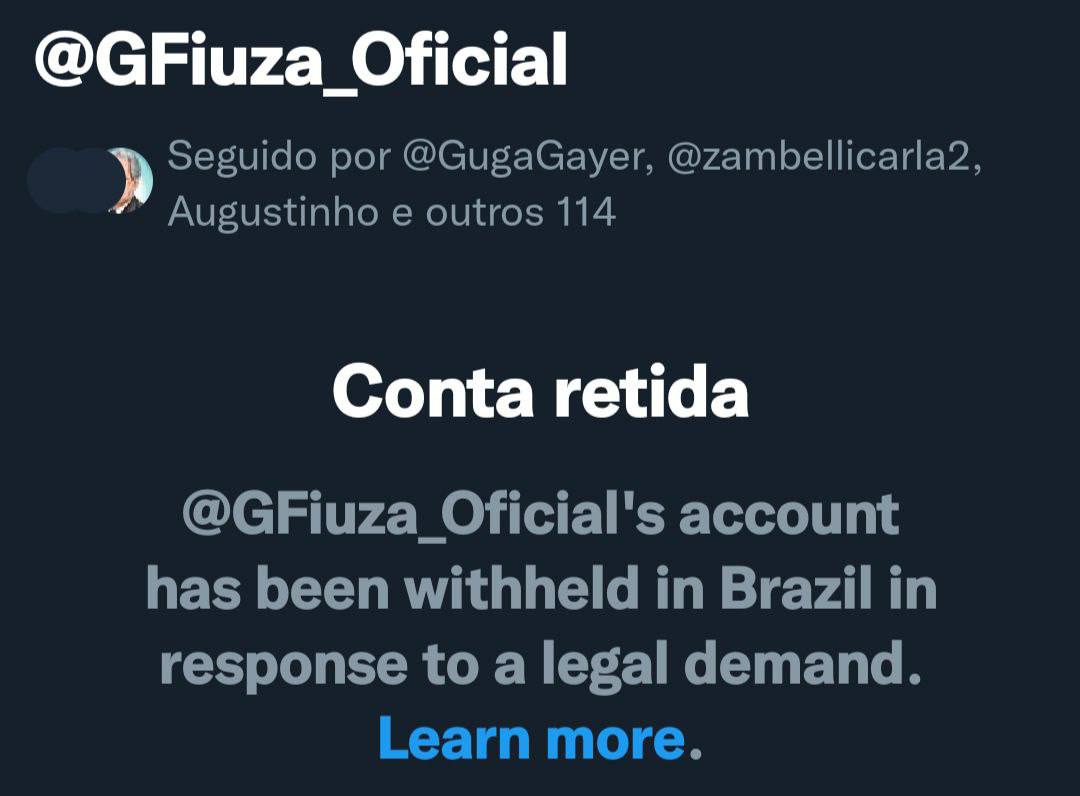 @GFiuza_Oficial
Seguido por @GugaGayer, @zambellicarla2,
Augustinho e outros 114
Conta retida
@GFiuza_Oficial's account
has been withheld in Brazil in
response to a legal demand.
Learn more.